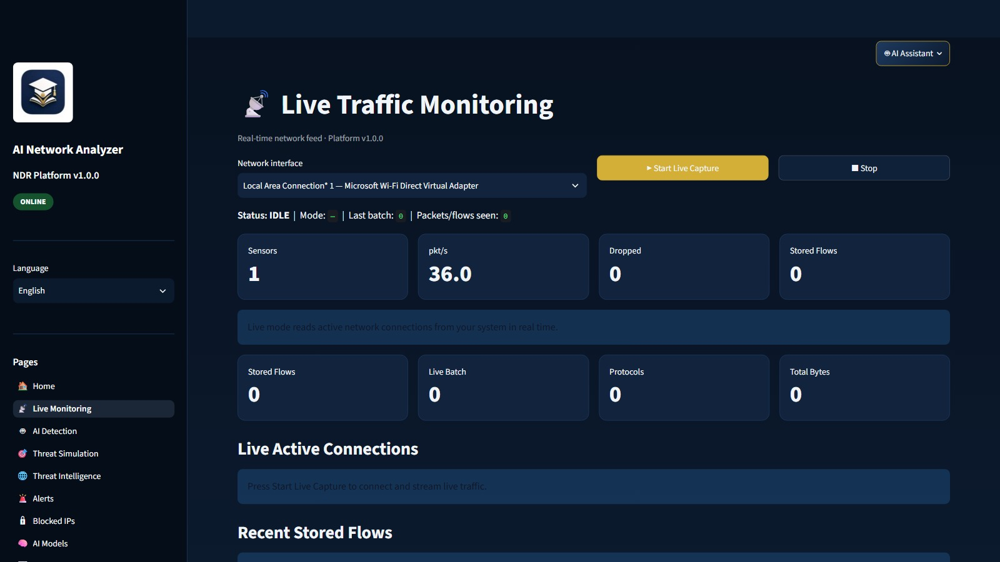 AI Network Analyzer
NDR Platform v1.0.0
ONLINE
Language
English
Pages
Home
Live Monitoring
AI Detection
Threat Simulation
Threat Intelligence
Alerts
Blocked IPs
AI Models
AI Assistant
Live Traffic Monitoring
Real-time network feed · Platform v1.0.0
Network interface
Local Area Connection* 1 — Microsoft Wi-Fi Direct Virtual Adapter
Start Live Capture
Stop
Status: IDLE | Mode: — | Last batch: 0 | Packets/flows seen: 0
Sensors
1
pkt/s
36.0
Dropped
0
Stored Flows
0
Live mode reads active network connections from your system in real time.
Stored Flows
0
Live Batch
0
Protocols
0
Total Bytes
0
Live Active Connections
Press Start Live Capture to connect and stream live traffic.
Recent Stored Flows